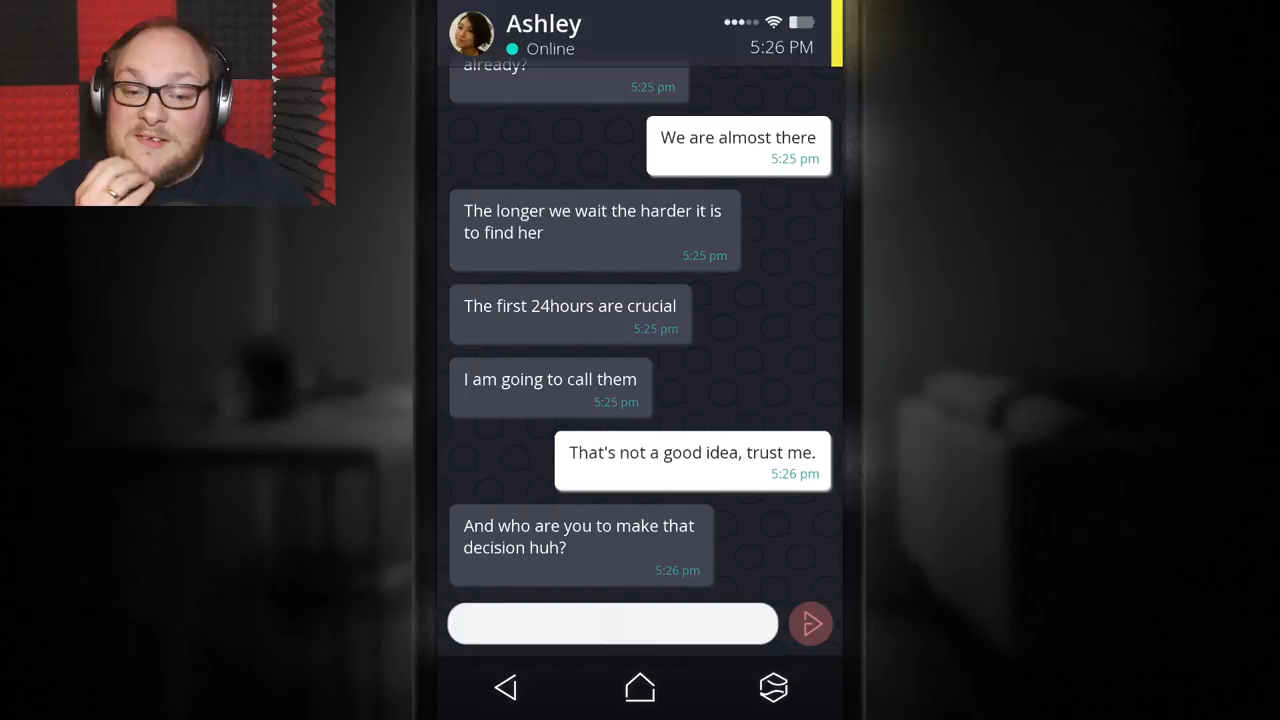 Ashley
Online
5:26 PM
already?
5:25 pm
We are almost there
5:25 pm
The longer we wait the harder it is
to find her
5:25 pm
The first 24hours are crucial
5:25 pm
I am going to call them
5:25 pm
That's not a good idea, trust me.
5:26 pm
And who are you to make that
decision huh?
5:26 pm